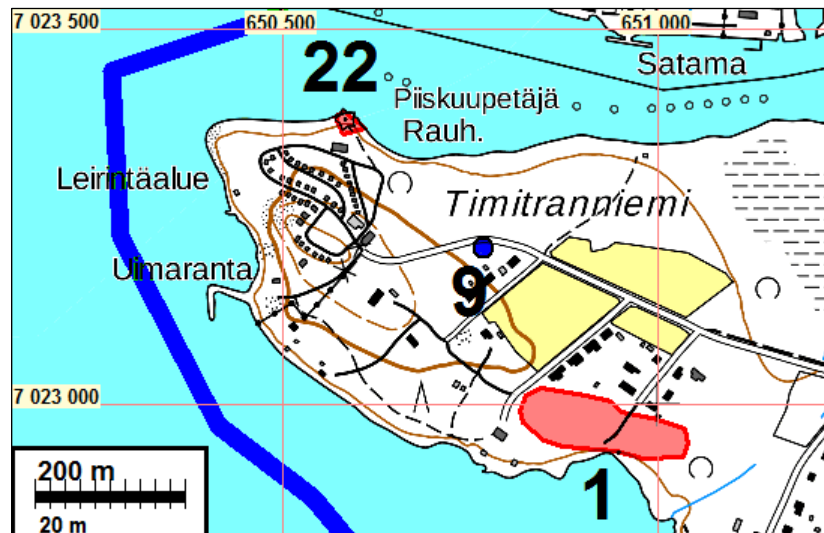 7 023 500
650 500
651 000
22
Satama
Piiskuupetäjä
Rauh.
Leirintäalue
Timitranniemi
Uimaranta
9
7 023 000
200 m
1
20 m